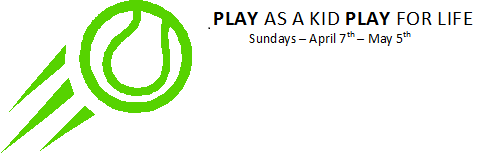 .PLAY AS A KID PLAY FOR LIFE
Sundays – April 7th – May 5th